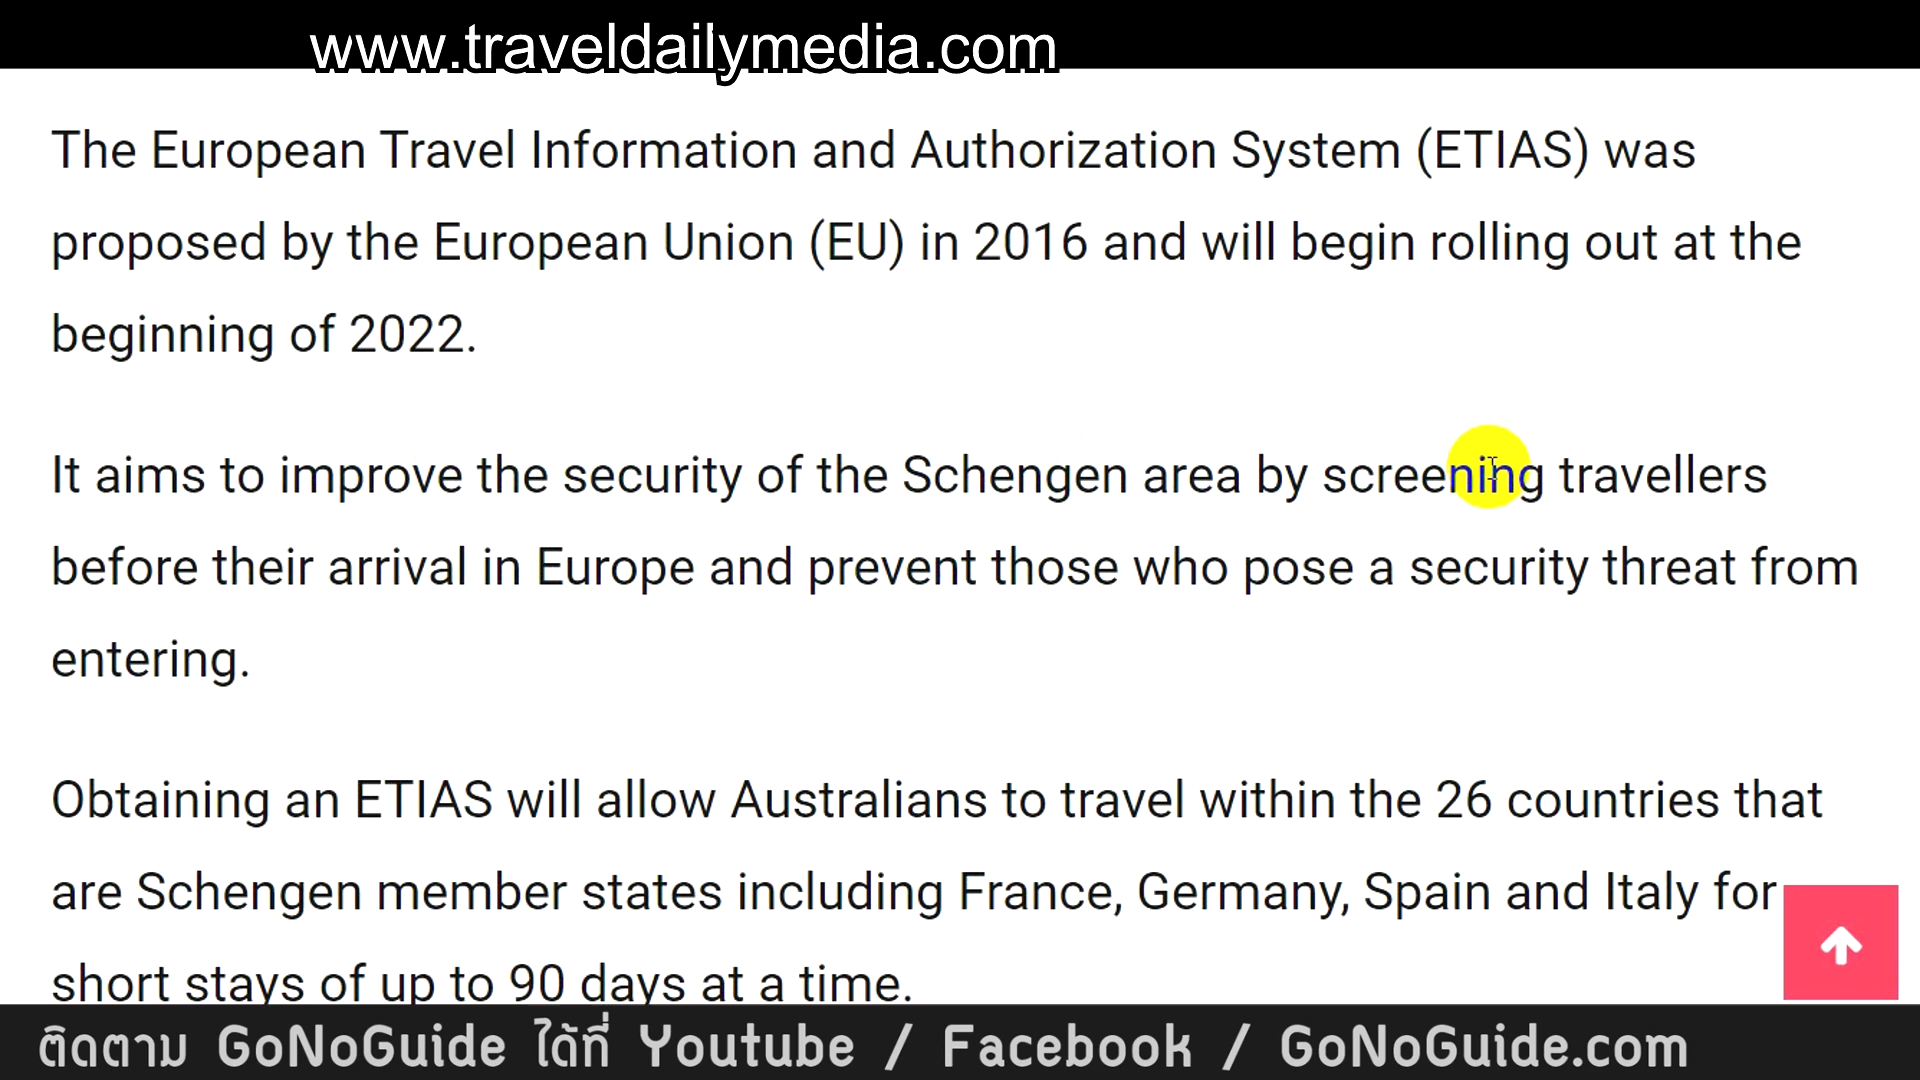 www.traveldailymedia.com
The European Travel Information and Authorization System (ETIAS) was
proposed by the European Union (EU) in 2016 and will begin rolling out at the
beginning of 2022.
It aims to improve the security of the Schengen area by screening travellers
before their arrival in Europe and prevent those who pose a security threat from
entering.
Obtaining an ETIAS will allow Australians to travel within the 26 countries that
are Schengen member states including France, Germany, Spain and Italy for
short stays of up to 90 days at a time.
ติดตาม GoNoGuide ได้ที่ Youtube / Facebook / GoNoGuide.com